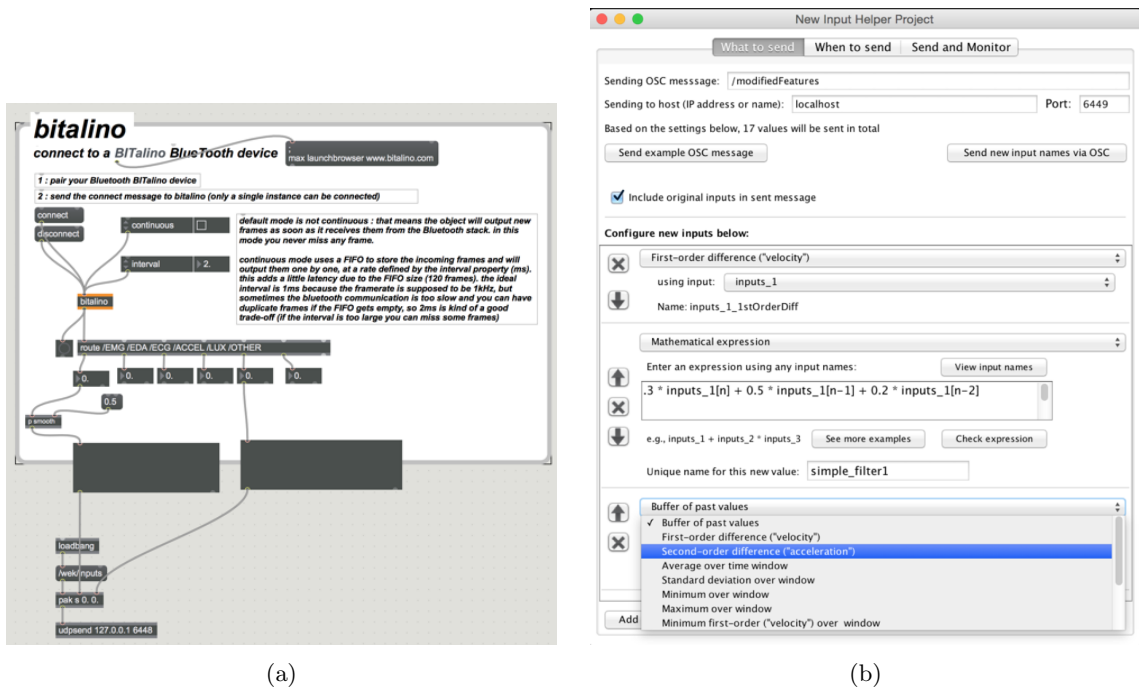 bitalino
connect to a BITalino BlueTooth device
max launchbrowser www.bitalino.com
1 : pair your Bluetooth BITalino device
2 : send the connect message to bitalino (only a single instance can be connected)
connect
disconnect
continuous
interval
2.
default mode is not continuous : that means the object will output new
frames as soon as it receives them from the Bluetooth stack. in this
mode you never miss any frame.
continuous mode uses a FIFO to store the incoming frames and will
output them one by one, at a rate defined by the interval property (ms).
this adds a little latency due to the FIFO size (120 frames). the ideal
interval is 1ms because the framerate is supposed to be 1kHz, but
sometimes the bluetooth communication is too slow and you can have
duplicate frames if the FIFO gets empty, so 2ms is kind of a good
trade-off (if the interval is too large you can miss some frames)
bitalino
route /EMG /EDA /ECG /ACCEL /LUX /OTHER
0. 0. 0. 0. 0. 0.
0.5
p smooth
loadbang
/wek/inputs
pak s 0. 0.
udpsend 127.0.0.1 6448
(a)
New Input Helper Project
What to send When to send Send and Monitor
Sending OSC messsage: /modifiedFeatures
Sending to host (IP address or name): localhost Port: 6449
Based on the settings below, 17 values will be sent in total
Send example OSC message Send new input names via OSC
Include original inputs in sent message
Configure new inputs below:
First-order difference ("velocity")
using input: inputs_1
Name: inputs_1_1stOrderDiff
Mathematical expression
Enter an expression using any input names: View input names
.3 * inputs_1[n] + 0.5 * inputs_1[n-1] + 0.2 * inputs_1[n-2]
e.g., inputs_1 + inputs_2 * inputs_3 See more examples Check expression
Unique name for this new value: simple_filter1
Buffer of past values
✓ Buffer of past values
First-order difference ("velocity")
Second-order difference ("acceleration")
Average over time window
Standard deviation over window
Minimum over window
Maximum over window
Minimum first-order ("velocity") over window
Add
(b)